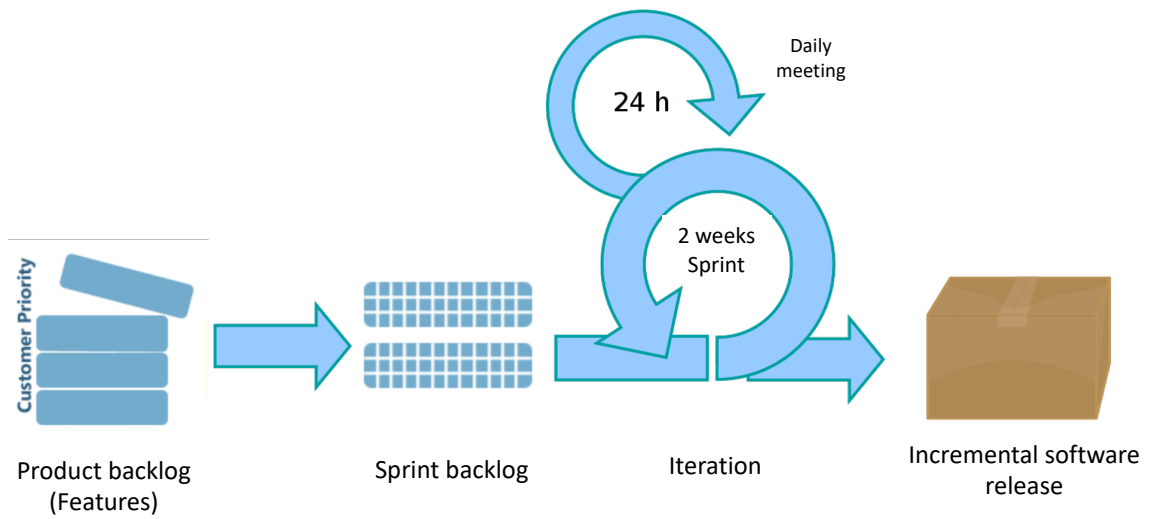 Daily
meeting
24 h
2 weeks
Sprint
Customer Priority
Product backlog
(Features)
Sprint backlog
Iteration
Incremental software
release